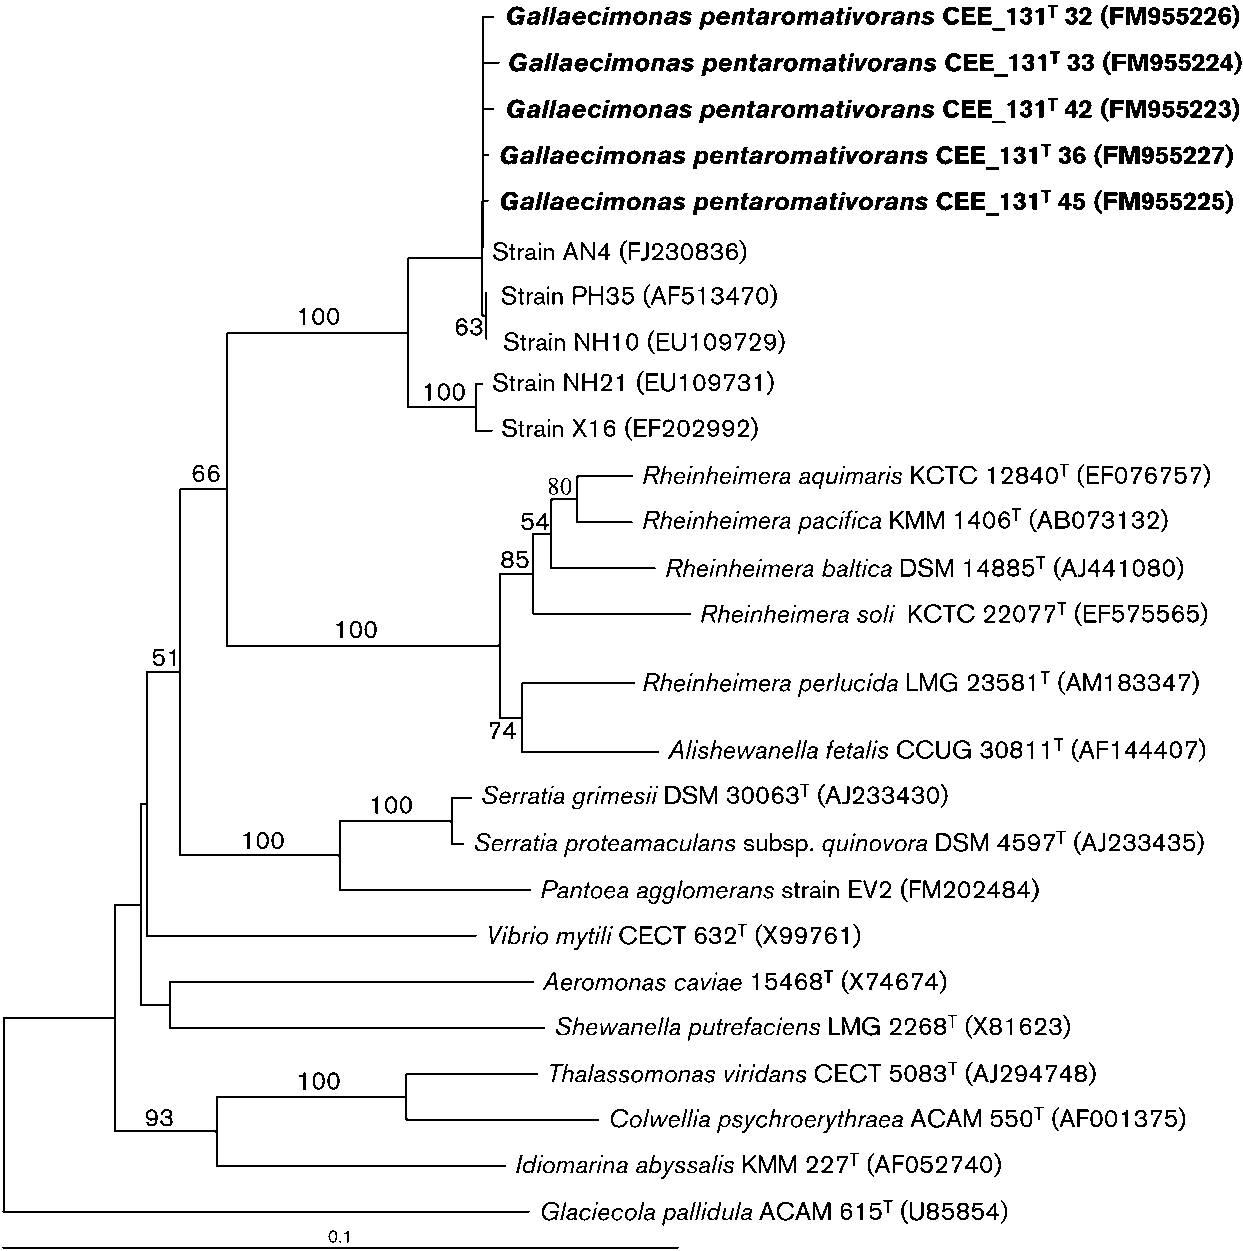 Gallaecimonas pentaromativorans CEE_131ᵀ 32 (FM955226)
Gallaecimonas pentaromativorans CEE_131ᵀ 33 (FM955224)
Gallaecimonas pentaromativorans CEE_131ᵀ 42 (FM955223)
Gallaecimonas pentaromativorans CEE_131ᵀ 36 (FM955227)
Gallaecimonas pentaromativorans CEE_131ᵀ 45 (FM955225)
Strain AN4 (FJ230836)
Strain PH35 (AF513470)
100
63
Strain NH10 (EU109729)
Strain NH21 (EU109731)
100
Strain X16 (EF202992)
66
Rheinheimera aquimaris KCTC 12840ᵀ (EF076757)
80
Rheinheimera pacifica KMM 1406ᵀ (AB073132)
54
85
Rheinheimera baltica DSM 14885ᵀ (AJ441080)
Rheinheimera soli KCTC 22077ᵀ (EF575565)
100
51
Rheinheimera perlucida LMG 23581ᵀ (AM183347)
74
Alishewanella fetalis CCUG 30811ᵀ (AF144407)
Serratia grimesii DSM 30063ᵀ (AJ233430)
100
100
Serratia proteamaculans subsp. quinovora DSM 4597ᵀ (AJ233435)
Pantoea agglomerans strain EV2 (FM202484)
Vibrio mytili CECT 632ᵀ (X99761)
Aeromonas caviae 15468ᵀ (X74674)
Shewanella putrefaciens LMG 2268ᵀ (X81623)
Thalassomonas viridans CECT 5083ᵀ (AJ294748)
100
93
Colwellia psychroerythraea ACAM 550ᵀ (AF001375)
Idiomarina abyssalis KMM 227ᵀ (AF052740)
Glaciecola pallidula ACAM 615ᵀ (U85854)
0.1